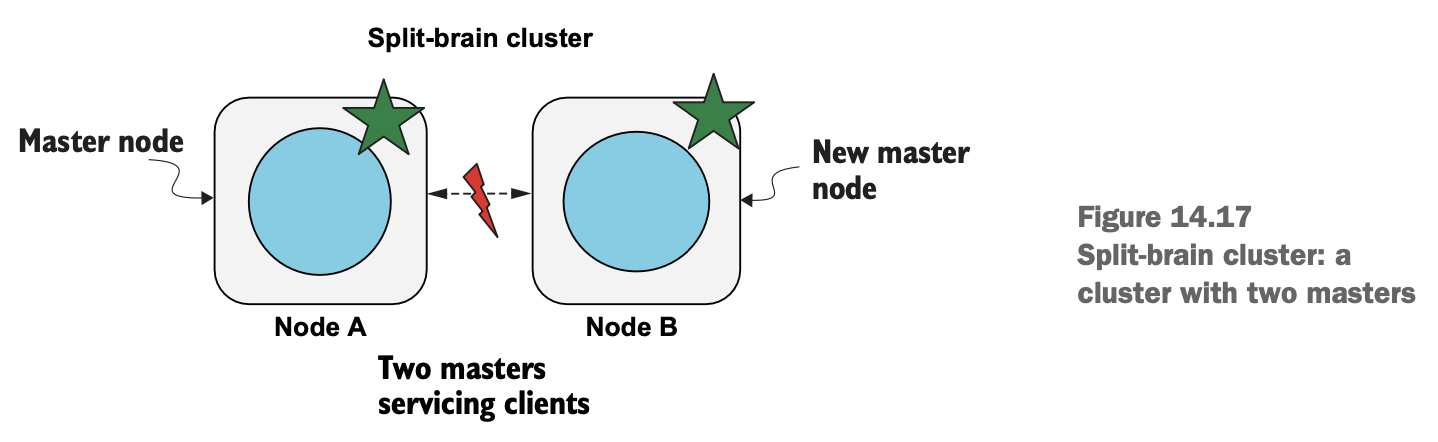 Split-brain cluster
Master node
New master
node
Node A
Node B
Two masters
servicing clients
Figure 14.17
Split-brain cluster: a
cluster with two masters